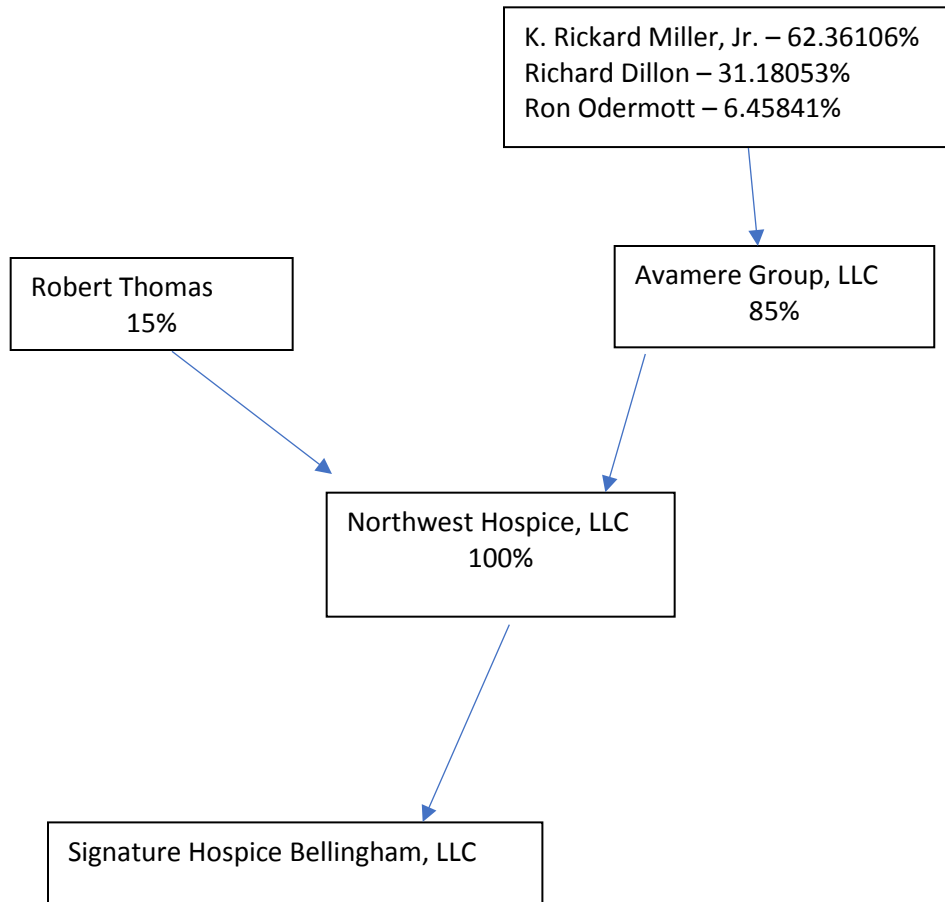 K. Rickard Miller, Jr. – 62.36106%
Richard Dillon – 31.18053%
Ron Odermott – 6.45841%
Robert Thomas
15%
Avamere Group, LLC
85%
Northwest Hospice, LLC
100%
Signature Hospice Bellingham, LLC